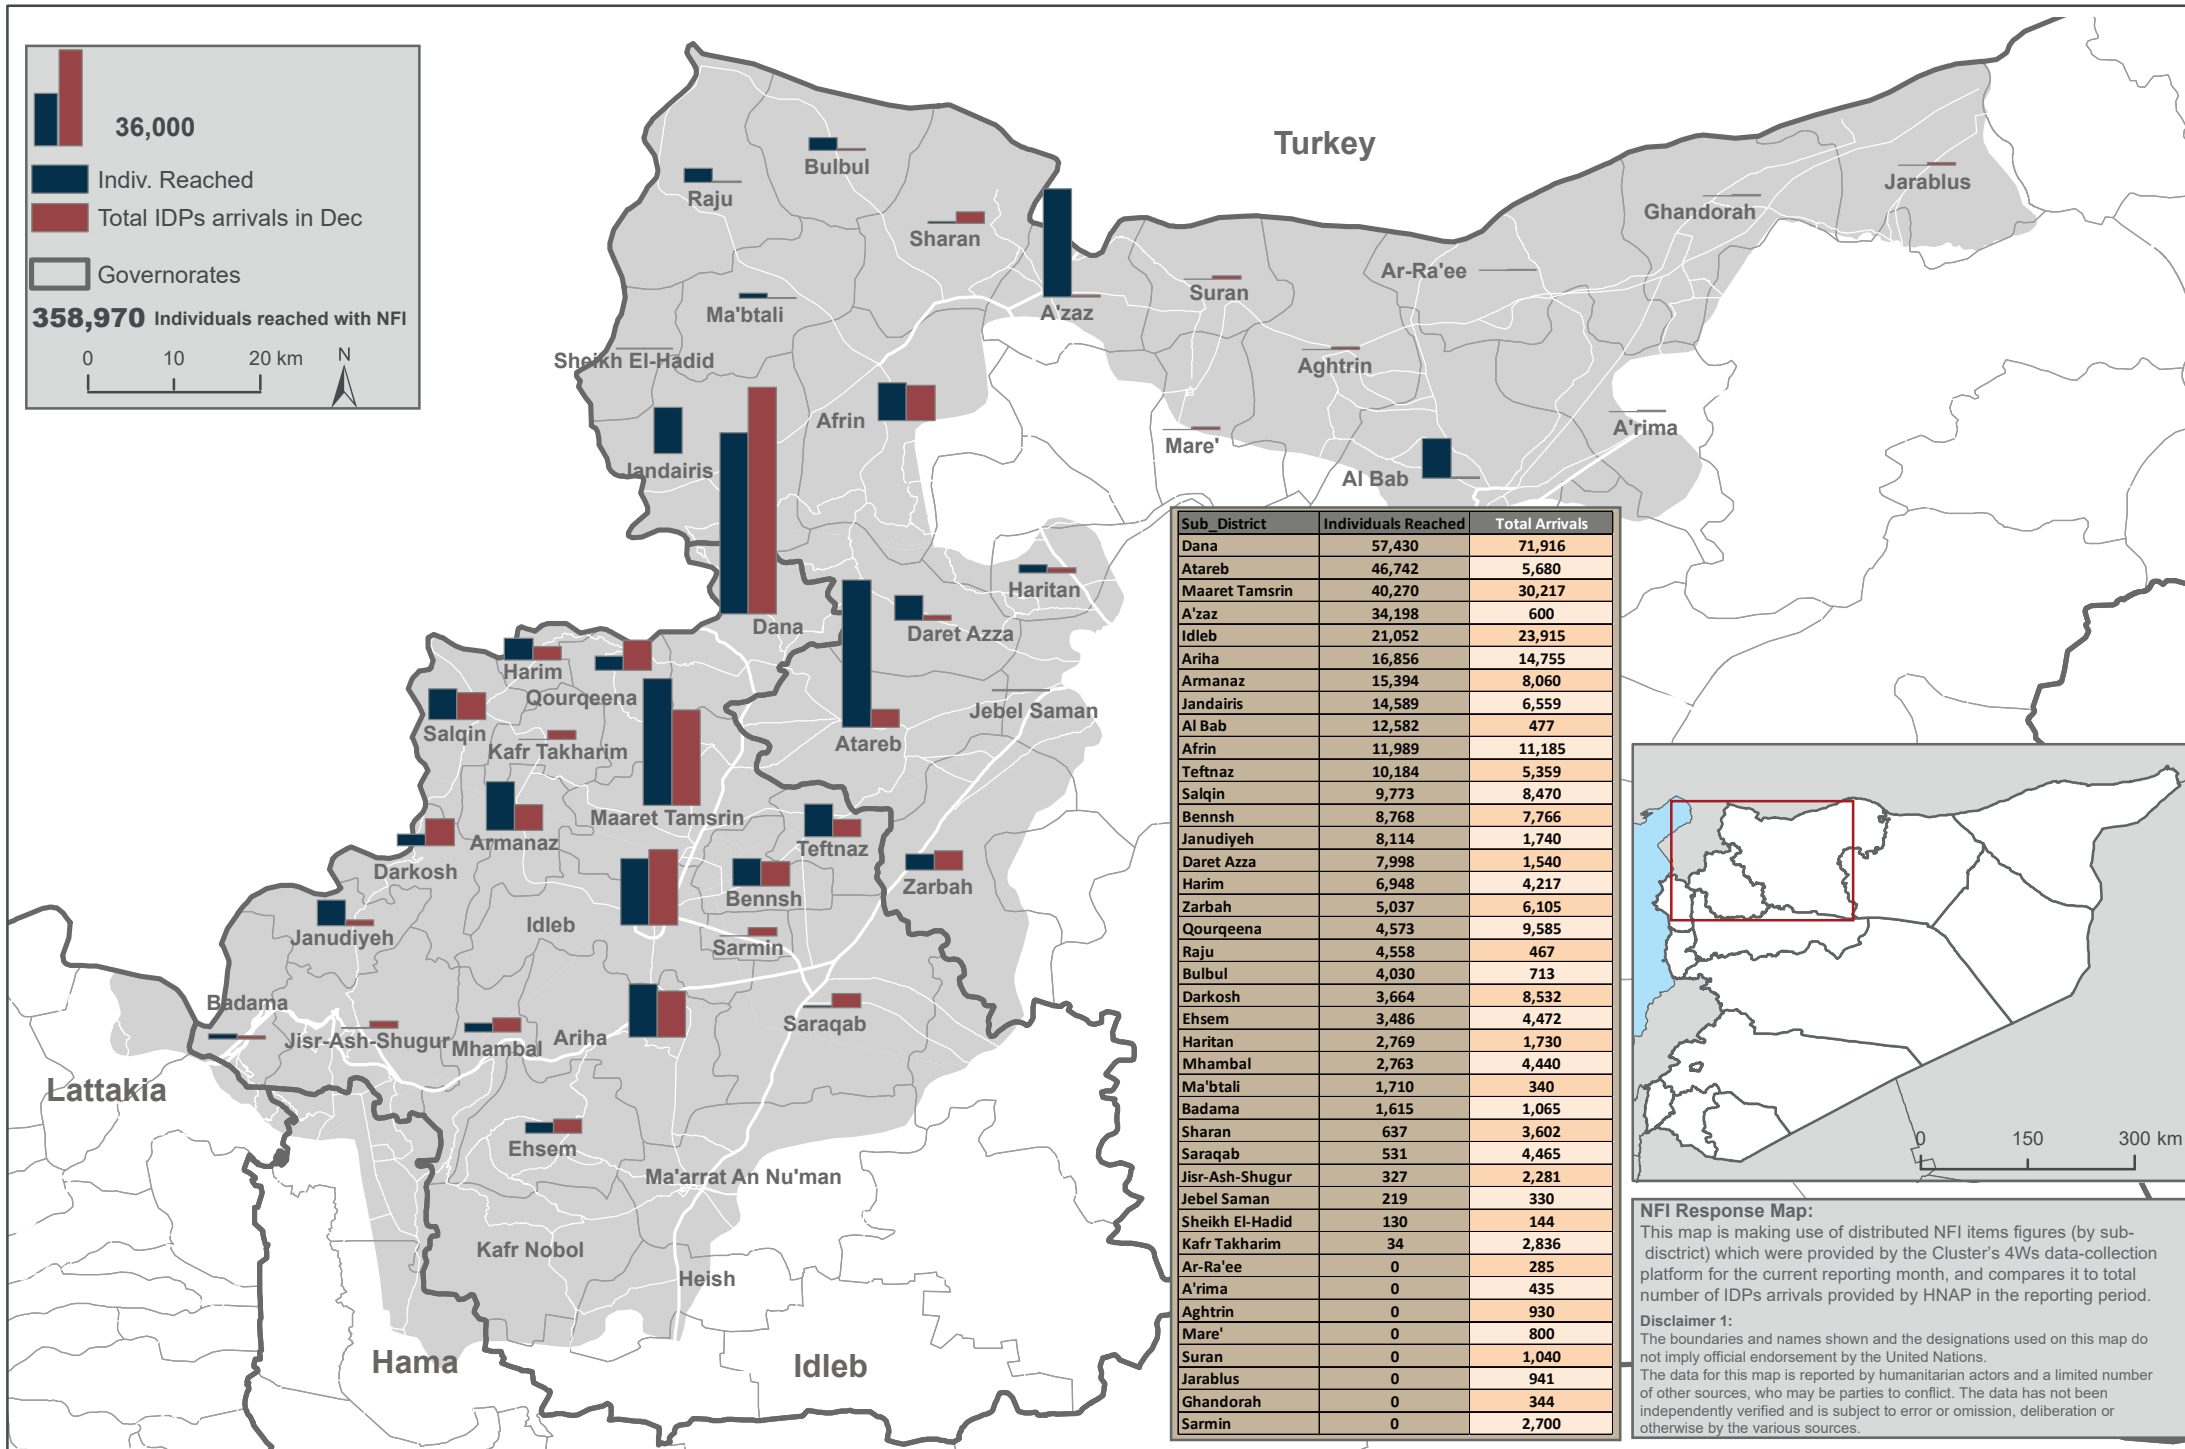 36,000
Indiv. Reached
Total IDPs arrivals in Dec
Governorates
358,970 Individuals reached with NFI
0 10 20 km N
Turkey
Bulbul
Raju
Sharan
Jarablus
Ghandorah
Ar-Ra'ee
Suran
A'zaz
Ma'btali
Sheikh El-Hadid
Aghtrin
Afrin
A'rima
Mare'
Jandairis
Al Bab
Haritan
Dana
Daret Azza
Harim
Qourqeena
Jebel Saman
Salqin
Kafr Takharim
Atareb
Maaret Tamsrin
Armanaz
Teftnaz
Darkosh
Zarbah
Bennsh
Idleb
Janudiyeh
Sarmin
Badama
Saraqab
Jisr-Ash-Shugur
Mhambal
Ariha
Lattakia
Ehsem
Ma'arrat An Nu'man
Kafr Nobol
Heish
Hama
Idleb
Sub_District Individuals Reached Total Arrivals
Dana 57,430 71,916
Atareb 46,742 5,680
Maaret Tamsrin 40,270 30,217
A'zaz 34,198 600
Idleb 21,052 23,915
Ariha 16,856 14,755
Armanaz 15,394 8,060
Jandairis 14,589 6,559
Al Bab 12,582 477
Afrin 11,989 11,185
Teftnaz 10,184 5,359
Salqin 9,773 8,470
Bennsh 8,768 7,766
Janudiyeh 8,114 1,740
Daret Azza 7,998 1,540
Harim 6,948 4,217
Zarbah 5,037 6,105
Qourqeena 4,573 9,585
Raju 4,558 467
Bulbul 4,030 713
Darkosh 3,664 8,532
Ehsem 3,486 4,472
Haritan 2,769 1,730
Mhambal 2,763 4,440
Ma'btali 1,710 340
Badama 1,615 1,065
Sharan 637 3,602
Saraqab 531 4,465
Jisr-Ash-Shugur 327 2,281
Jebel Saman 219 330
Sheikh El-Hadid 130 144
Kafr Takharim 34 2,836
Ar-Ra'ee 0 285
A'rima 0 435
Aghtrin 0 930
Mare' 0 800
Suran 0 1,040
Jarablus 0 941
Ghandorah 0 344
Sarmin 0 2,700
0 150 300 km
NFI Response Map:
This map is making use of distributed NFI items figures (by sub-
disctrict) which were provided by the Cluster's 4Ws data-collection
platform for the current reporting month, and compares it to total
number of IDPs arrivals provided by HNAP in the reporting period.
Disclaimer 1:
The boundaries and names shown and the designations used on this map do
not imply official endorsement by the United Nations.
The data for this map is reported by humanitarian actors and a limited number
of other sources, who may be parties to conflict. The data has not been
independently verified and is subject to error or omission, deliberation or
otherwise by the various sources.